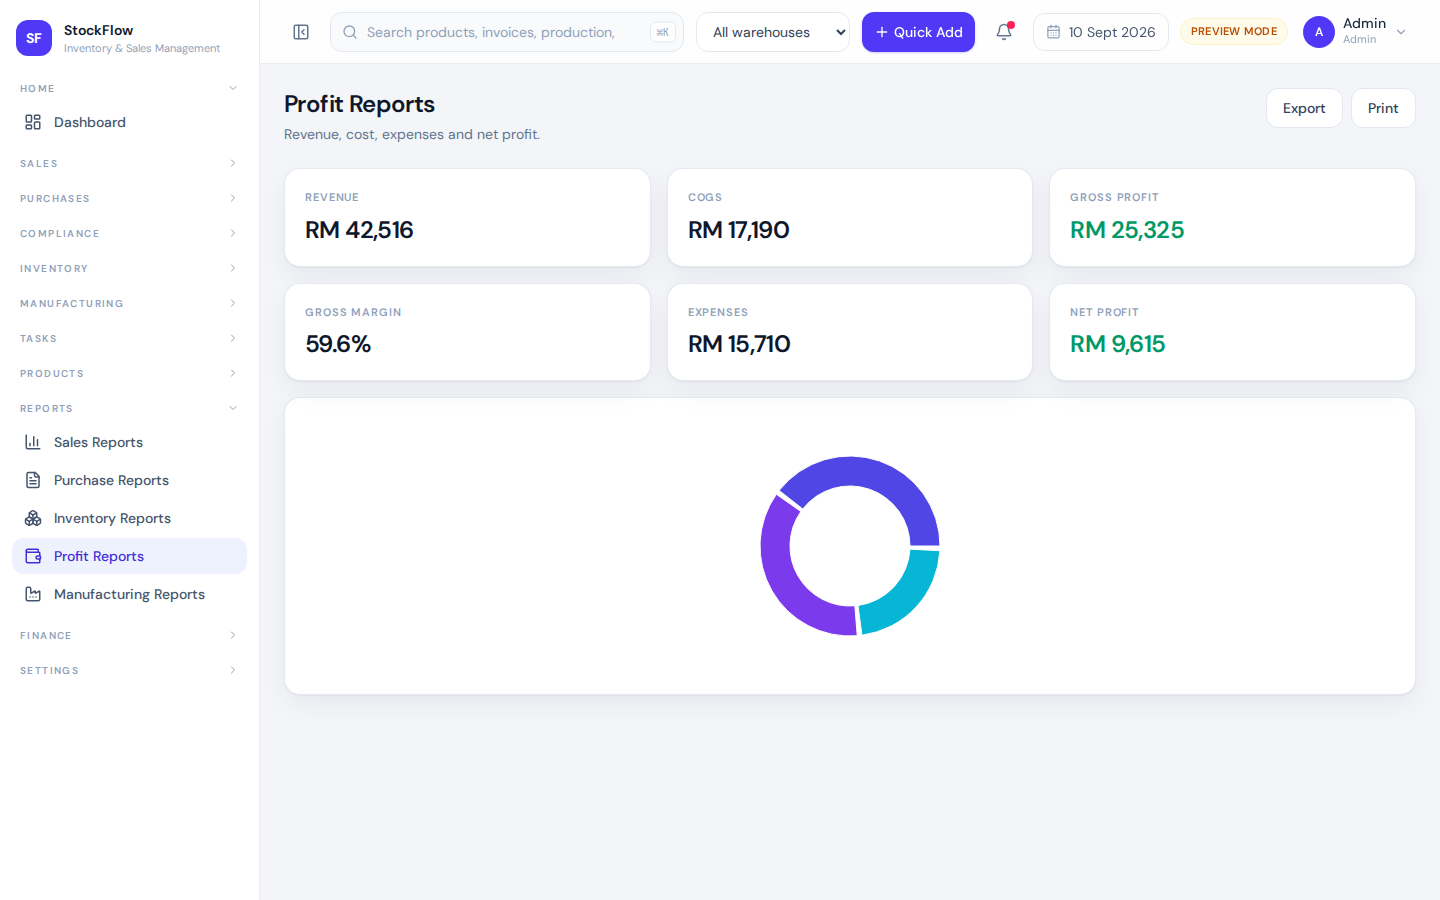 SF
StockFlow
Inventory & Sales Management
HOME
Dashboard
SALES
PURCHASES
COMPLIANCE
INVENTORY
MANUFACTURING
TASKS
PRODUCTS
REPORTS
Sales Reports
Purchase Reports
Inventory Reports
Profit Reports
Manufacturing Reports
FINANCE
SETTINGS
Search products, invoices, production,
⌘K
All warehouses
+ Quick Add
10 Sept 2026
PREVIEW MODE
A
Admin
Admin
Profit Reports
Revenue, cost, expenses and net profit.
Export
Print
REVENUE
RM 42,516
COGS
RM 17,190
GROSS PROFIT
RM 25,325
GROSS MARGIN
59.6%
EXPENSES
RM 15,710
NET PROFIT
RM 9,615